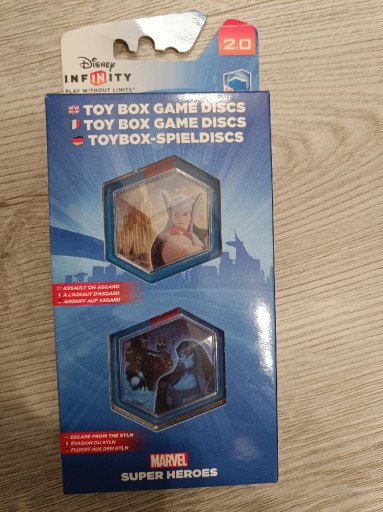 Disney
INFINITY
PLAY WITHOUT LIMITS
2.0
TOY BOX GAME DISCS
TOY BOX GAME DISCS
TOYBOX-SPIELDISCS
ASSAULT ON ASGARD
À L'ASSAUT D'ASGARD
ANGRIFF AUF ASGARD
ESCAPE FROM THE KYLN
ÉVASION DU KYLN
FLUCHT AUS DEM KYLN
MARVEL
SUPER HEROES